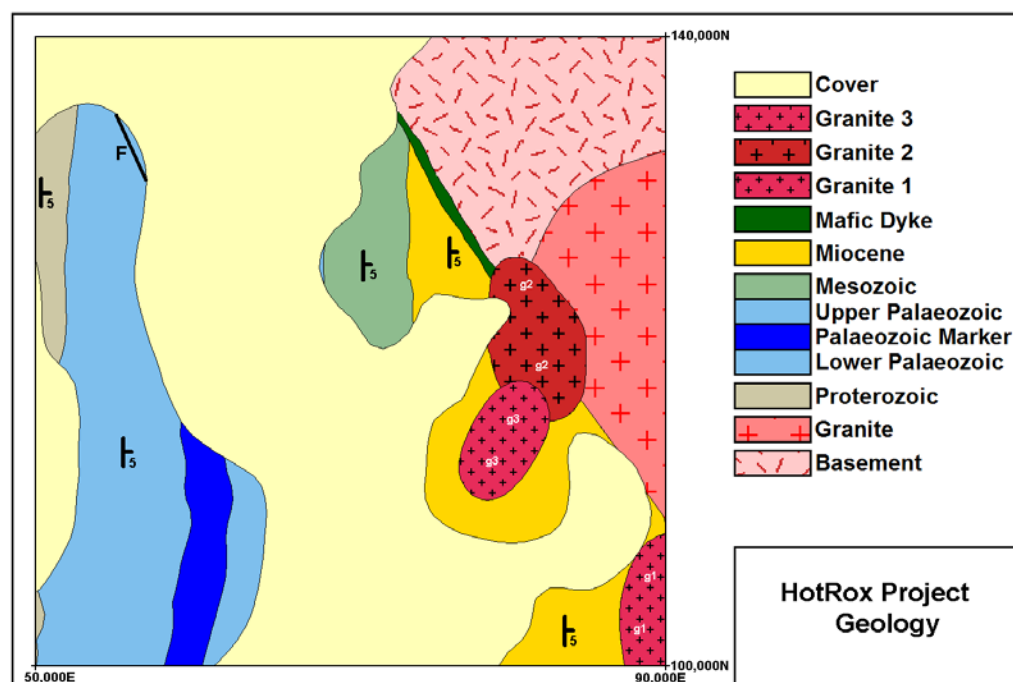 140,000N
F
5
5
5
g2
g2
g3
g3
5
g1
5
g1
50,000E
90,000E
100,000N
Cover
Granite 3
Granite 2
Granite 1
Mafic Dyke
Miocene
Mesozoic
Upper Palaeozoic
Palaeozoic Marker
Lower Palaeozoic
Proterozoic
Granite
Basement
HotRox Project
Geology